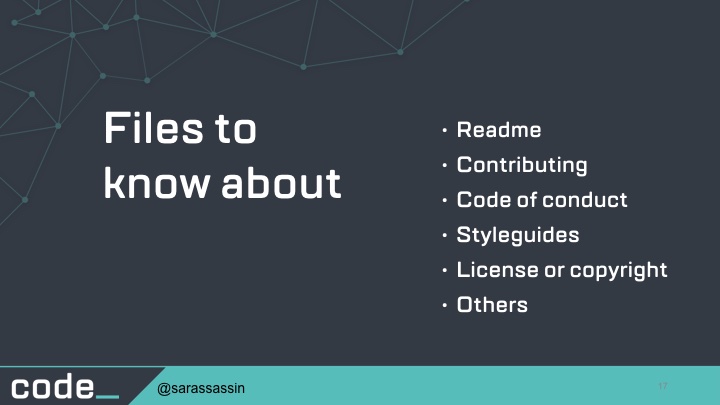 Files to
know about
• Readme
• Contributing
• Code of conduct
• Styleguides
• License or copyright
• Others
code_
@sarassassin
17